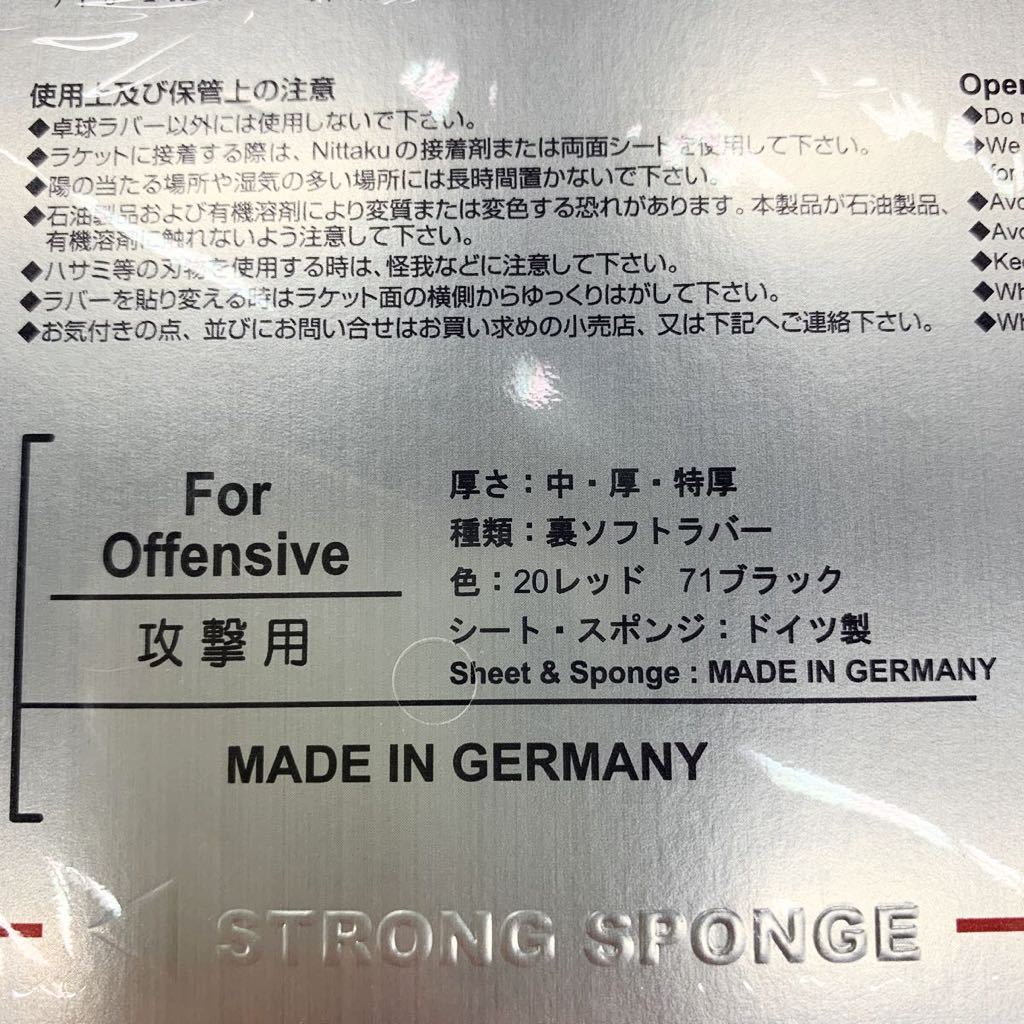 使用上及び保管上の注意
◆卓球ラバー以外には使用しないで下さい。
◆ラケットに接着する際は、Nittakuの接着剤または両面シートを使用して下さい。
◆陽の当たる場所や湿気の多い場所には長時間置かないで下さい。
◆石油製品および有機溶剤により変質または変色する恐れがあります。本製品が石油製品、
有機溶剤に触れないよう注意して下さい。
◆ハサミ等の刃物を使用する時は、怪我などに注意して下さい。
◆ラバーを貼り変える時はラケット面の横側からゆっくりはがして下さい。
◆お気付きの点、並びにお問い合せはお買い求めの小売店、又は下記へご連絡下さい。
◆Do
◆We
for
For
Offensive
攻撃用
厚さ：中・厚・特厚
種類：裏ソフトラバー
色：20レッド 71ブラック
シート・スポンジ：ドイツ製
Sheet & Sponge : MADE IN GERMANY
MADE IN GERMANY
STRONG SPONGE